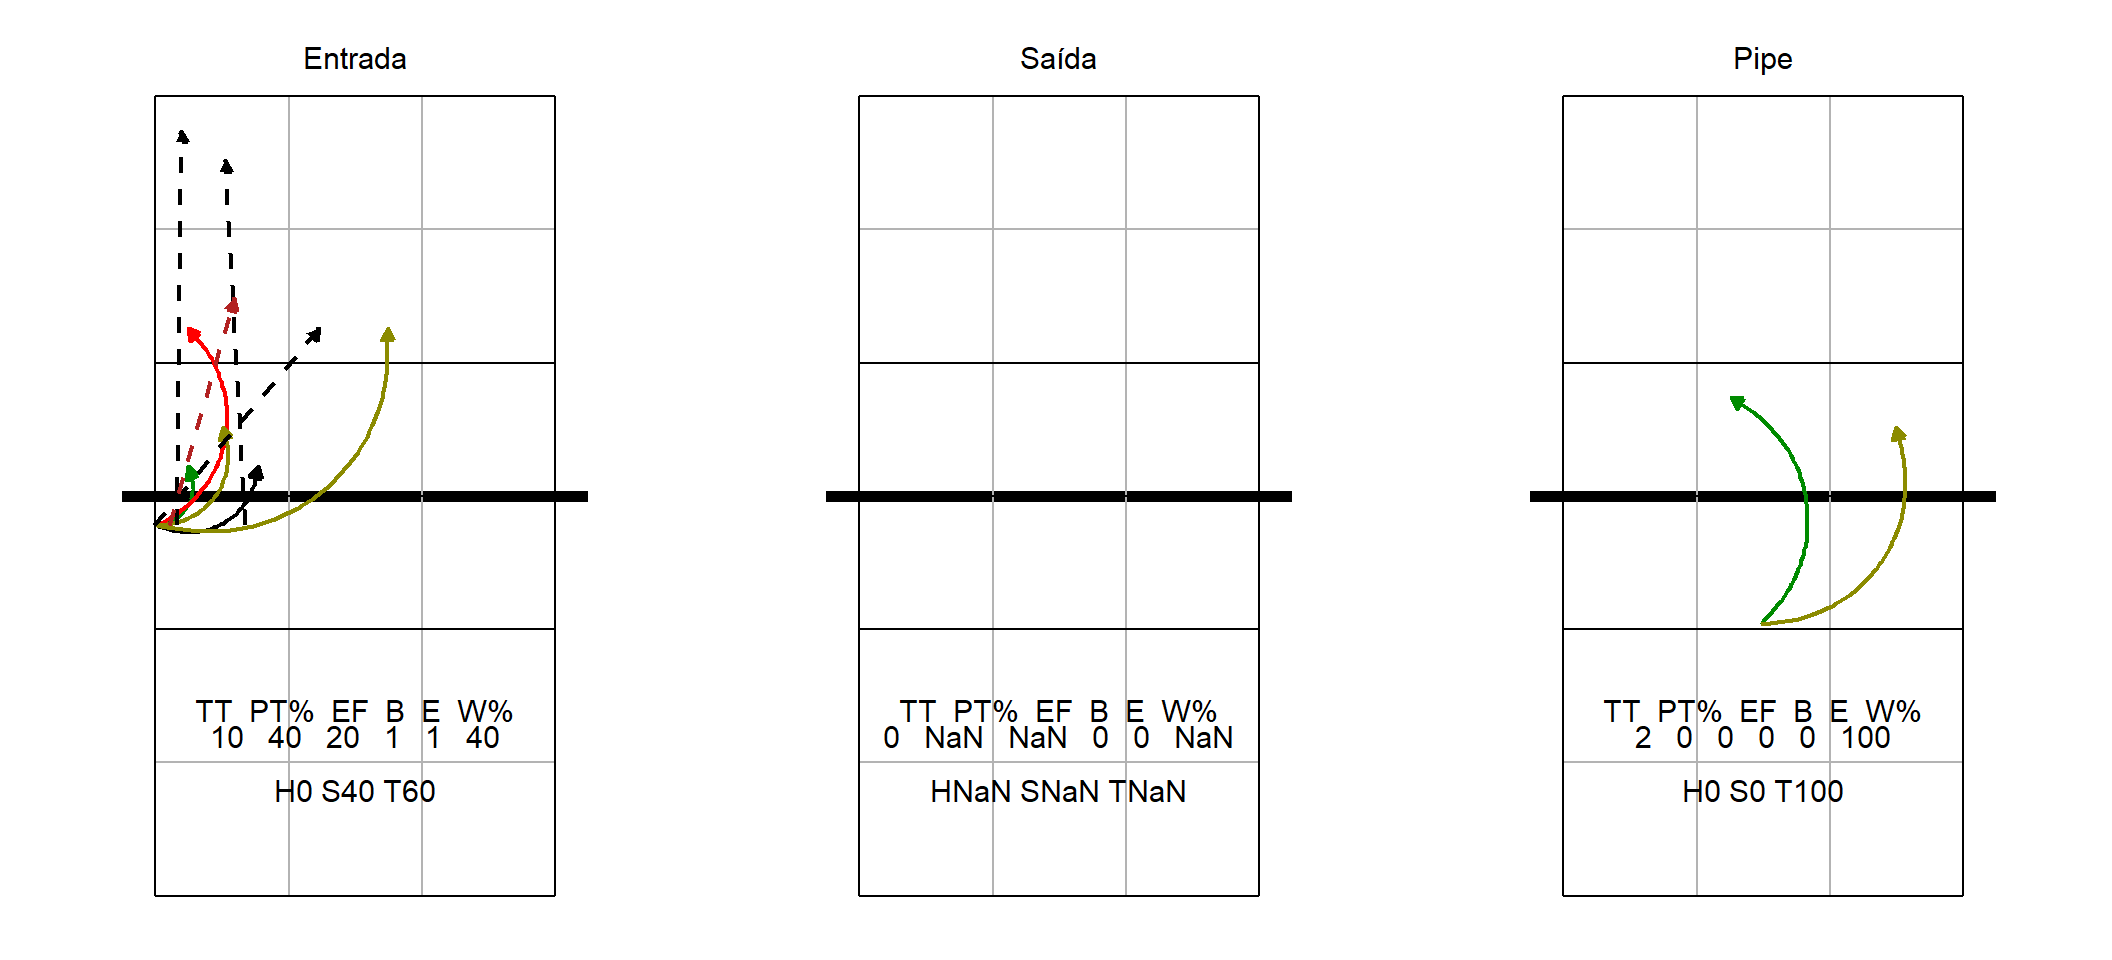 Entrada
TT PT% EF B E W%
10 40 20 1 1 40
H0 S40 T60
Saída
TT PT% EF B E W%
0 NaN NaN 0 0 NaN
HNaN SNaN TNaN
Pipe
TT PT% EF B E W%
2 0 0 0 0 100
H0 S0 T100